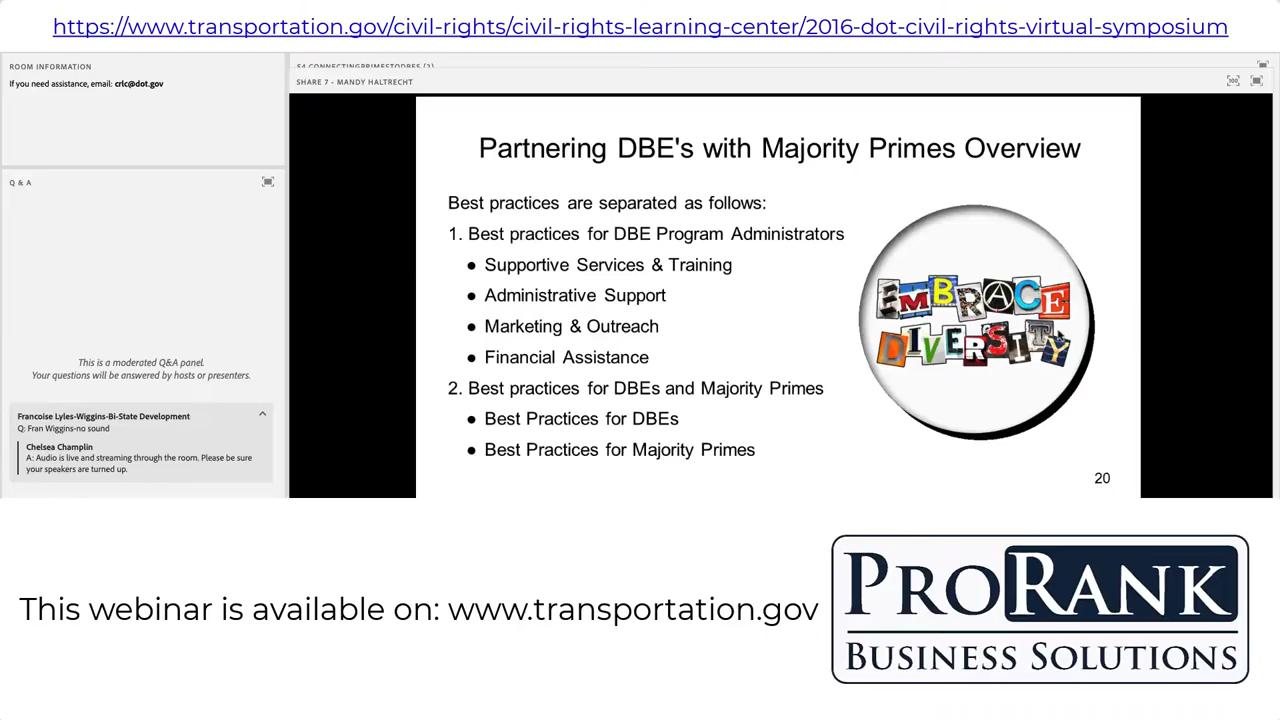 https://www.transportation.gov/civil-rights/civil-rights-learning-center/2016-dot-civil-rights-virtual-symposium
ROOM INFORMATION
If you need assistance, email: crlc@dot.gov
Q & A
This is a moderated Q&A panel.
Your questions will be answered by hosts or presenters.
Francoise Lyles-Wiggins-Bi-State Development
Q: Fran Wiggins-no sound
Chelsea Champlin
A: Audio is live and streaming through the room. Please be sure
your speakers are turned up.
SHARE 7 - MANDY HALTRECHT
Partnering DBE's with Majority Primes Overview
Best practices are separated as follows:
1. Best practices for DBE Program Administrators
● Supportive Services & Training
● Administrative Support
● Marketing & Outreach
● Financial Assistance
2. Best practices for DBEs and Majority Primes
● Best Practices for DBEs
● Best Practices for Majority Primes
EMBRACE
DIVERSITY
20
This webinar is available on: www.transportation.gov
PRORANK
BUSINESS SOLUTIONS